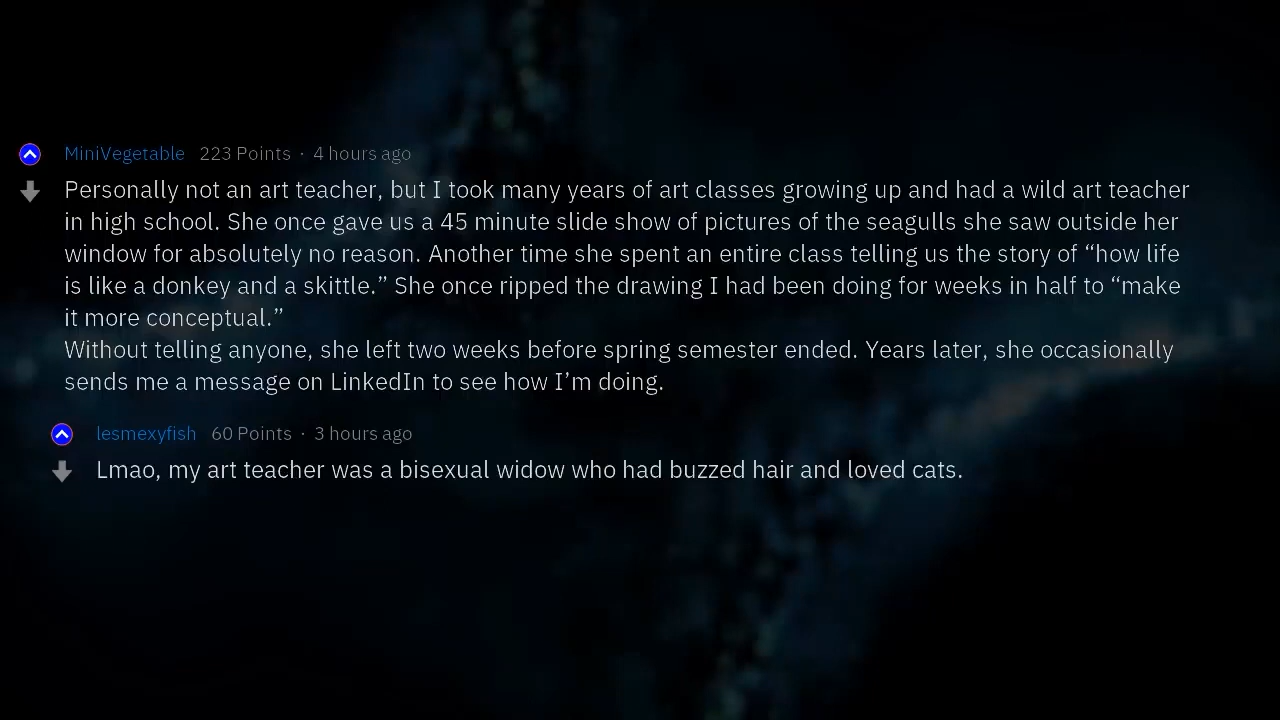 MiniVegetable 223 Points · 4 hours ago
Personally not an art teacher, but I took many years of art classes growing up and had a wild art teacher
in high school. She once gave us a 45 minute slide show of pictures of the seagulls she saw outside her
window for absolutely no reason. Another time she spent an entire class telling us the story of “how life
is like a donkey and a skittle.” She once ripped the drawing I had been doing for weeks in half to “make
it more conceptual.”
Without telling anyone, she left two weeks before spring semester ended. Years later, she occasionally
sends me a message on LinkedIn to see how I’m doing.
lesmexyfish 60 Points · 3 hours ago
Lmao, my art teacher was a bisexual widow who had buzzed hair and loved cats.